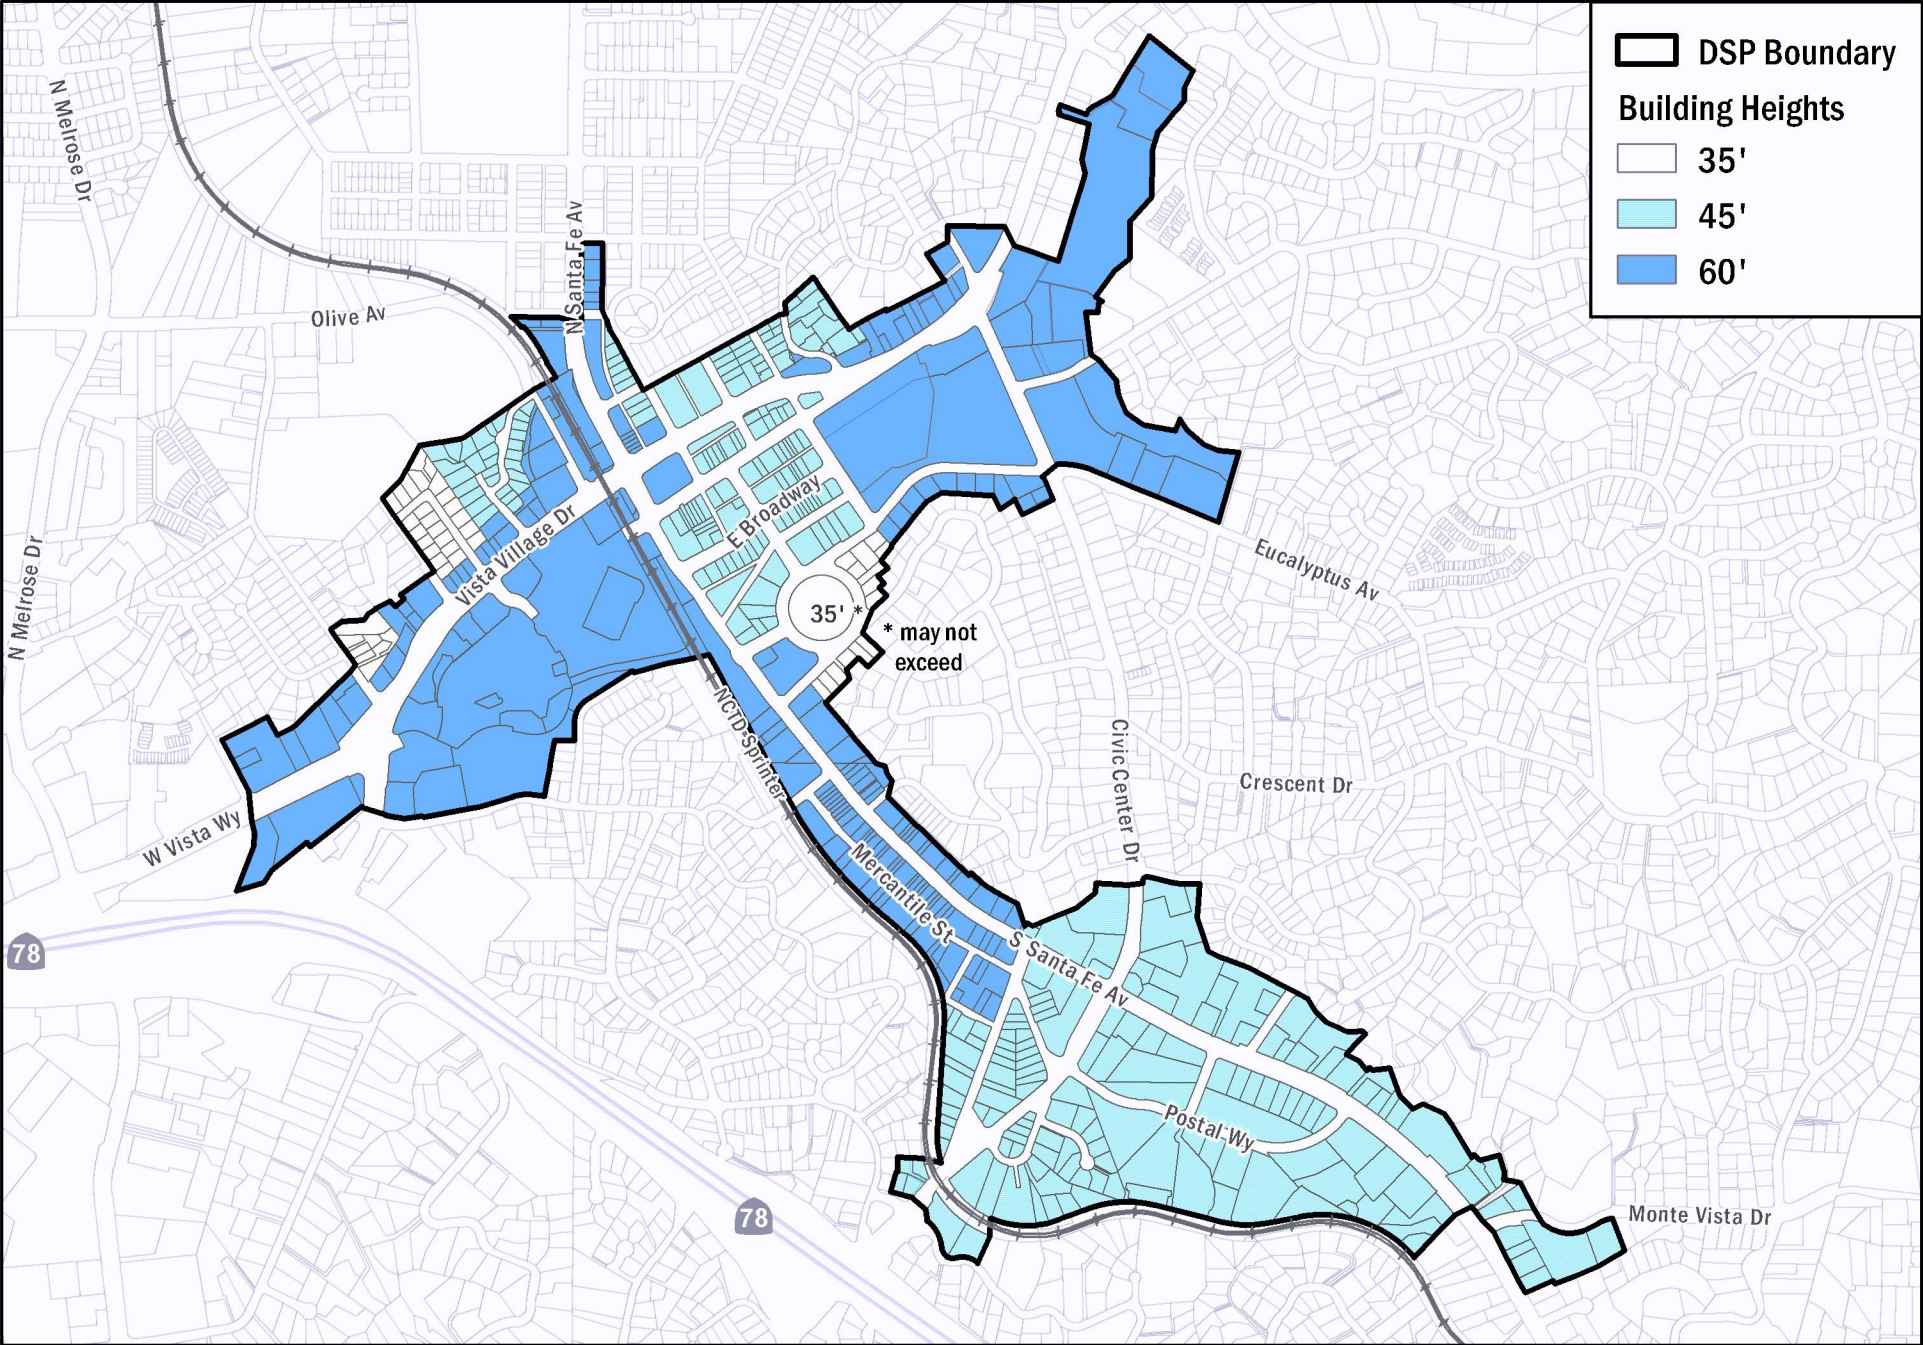 DSP Boundary
Building Heights
35'
45'
60'
N Melrose Dr
N Santa Fe Av
Olive Av
E Broadway
Vista Village Dr
N Melrose Dr
Eucalyptus Av
35' *
* may not
exceed
NCTD-Sprinter
Civic Center Dr
Crescent Dr
W Vista Wy
Mercantile St
78
S Santa Fe Av
Postal Wy
78
Monte Vista Dr